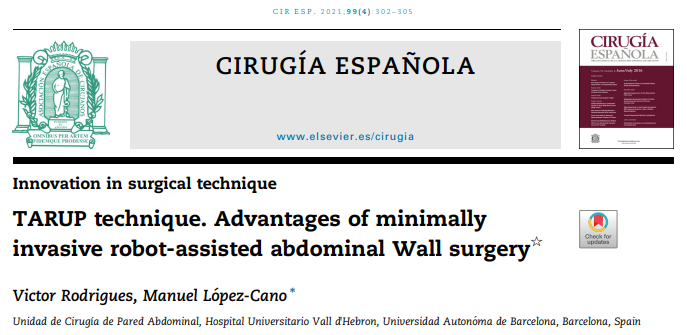 CIR ESP. 2021;99(4):302–305
CIRUGÍA ESPAÑOLA
www.elsevier.es/cirugia
OMNIBUS PER ARTEM
FIDEMQUE PRODESSE
CIRUGÍA
ESPAÑOLA
Innovation in surgical technique
TARUP technique. Advantages of minimally
invasive robot-assisted abdominal Wall surgery☆
Check for
updates
Victor Rodrigues, Manuel López-Cano*
Unidad de Cirugía de Pared Abdominal, Hospital Universitario Vall d'Hebron, Universidad Autonóma de Barcelona, Barcelona, Spain